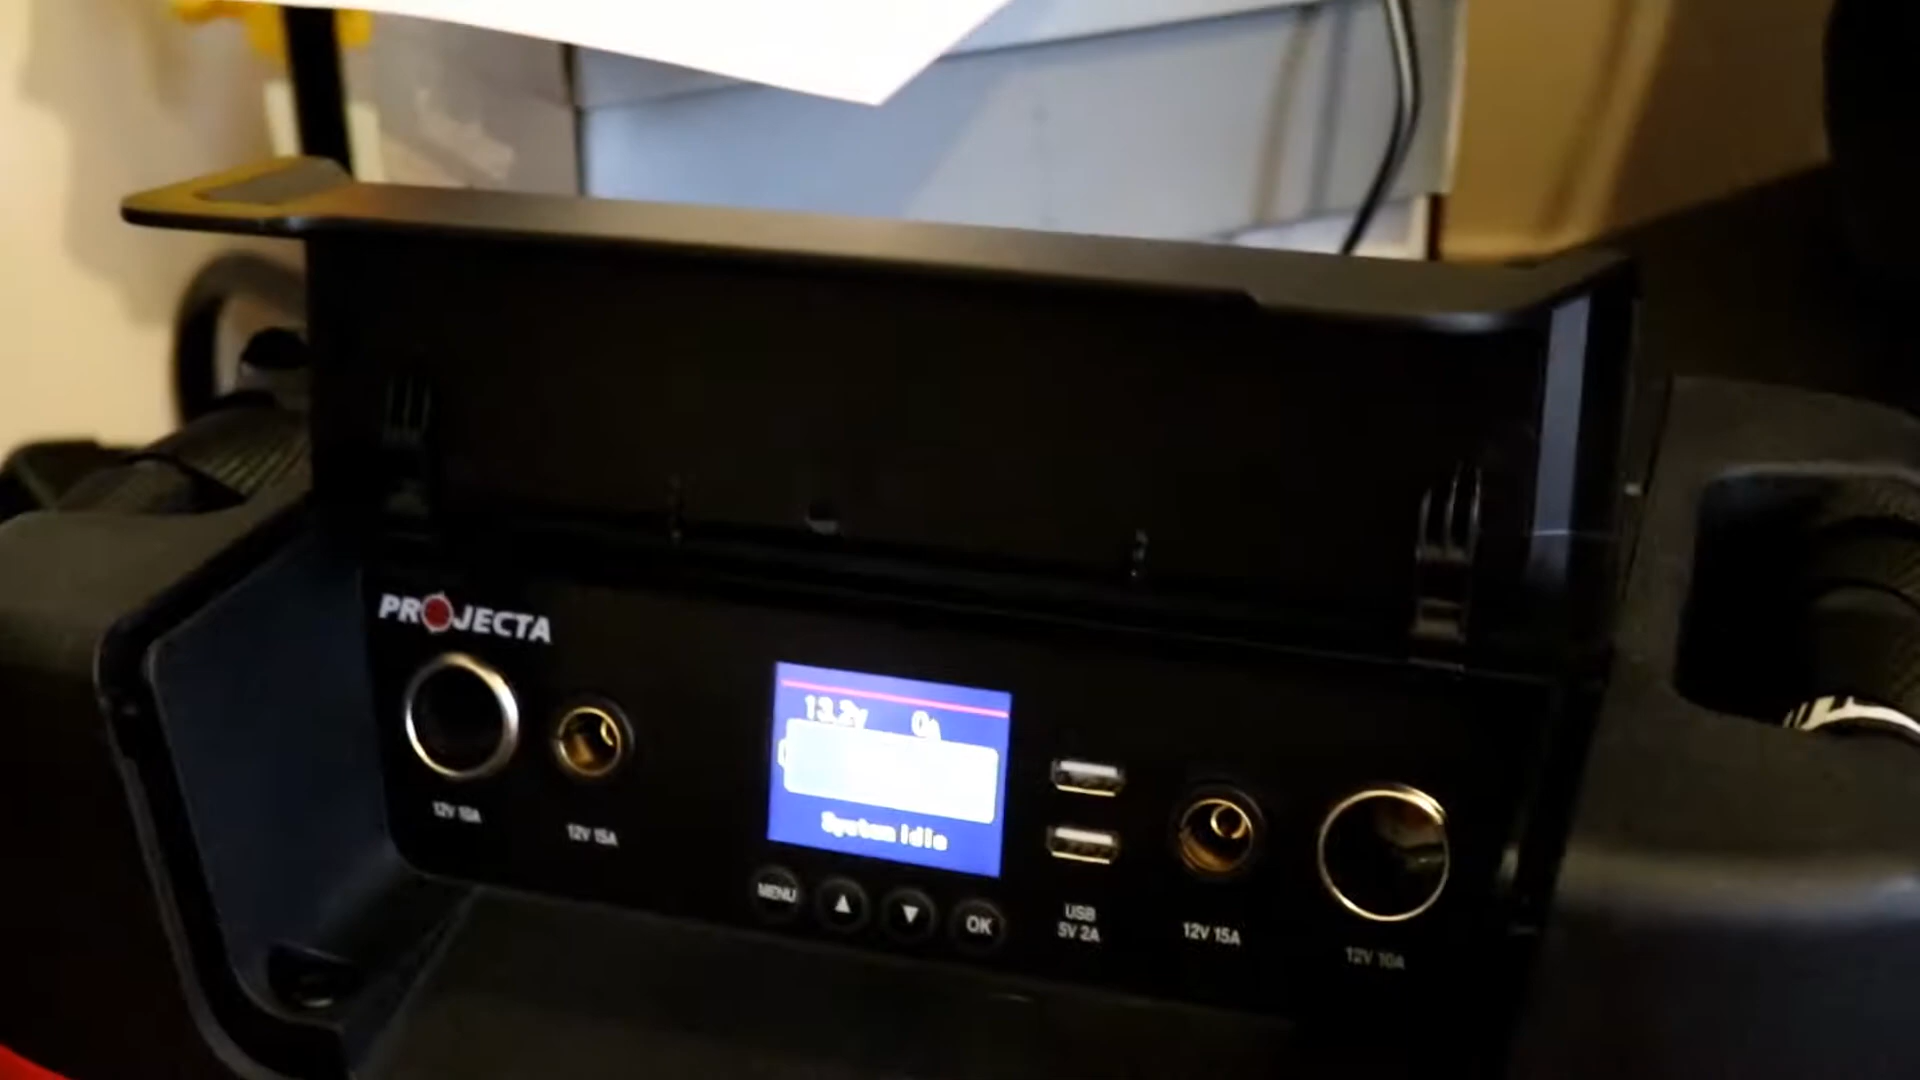 PROJECTA
12V 10A
12V 15A
13.2v 0A
System Idle
MENU
OK
USB
5V 2A
12V 15A
12V 10A